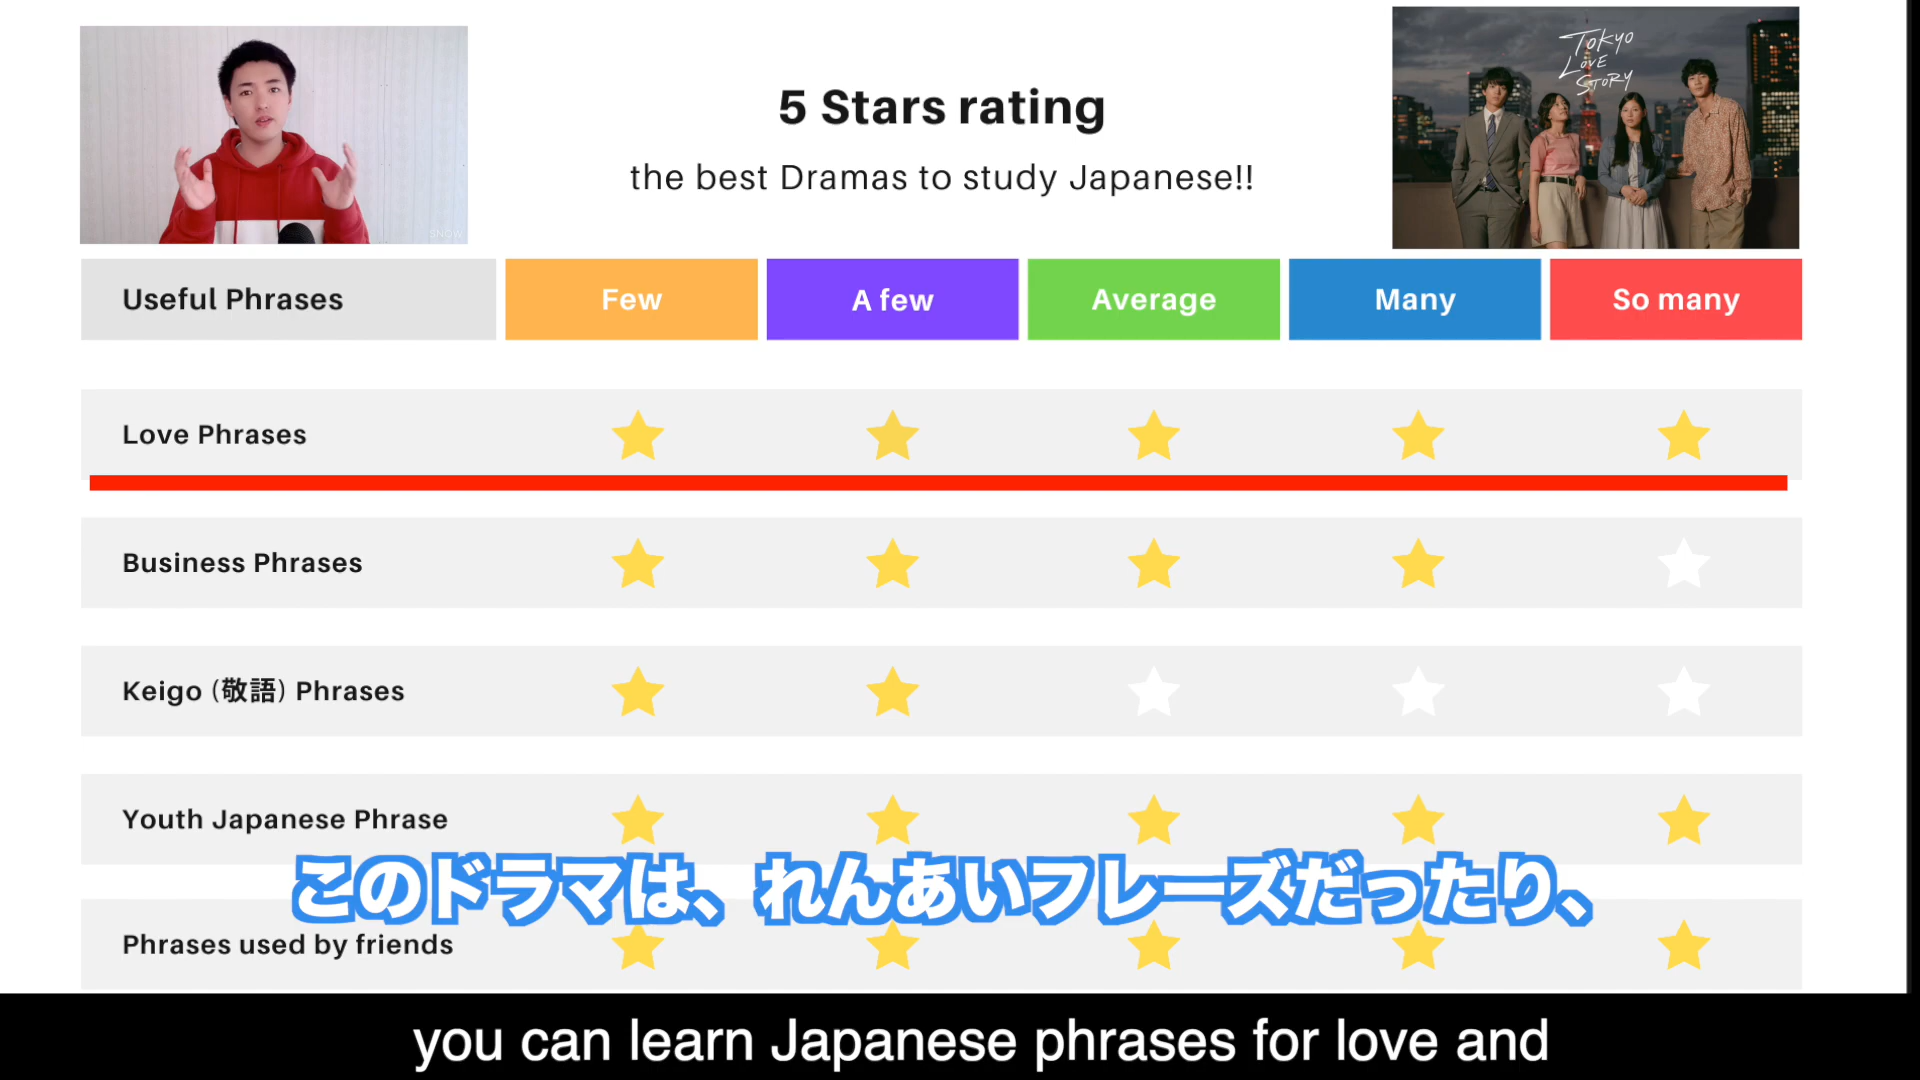 5 Stars rating
the best Dramas to study Japanese!!
SNOW
TOKYO
LOVE
STORY
Useful Phrases
Few
A few
Average
Many
So many
Love Phrases
Business Phrases
Keigo (敬語) Phrases
Youth Japanese Phrase
このドラマは、れんあいフレーズだったり、
Phrases used by friends
you can learn Japanese phrases for love and